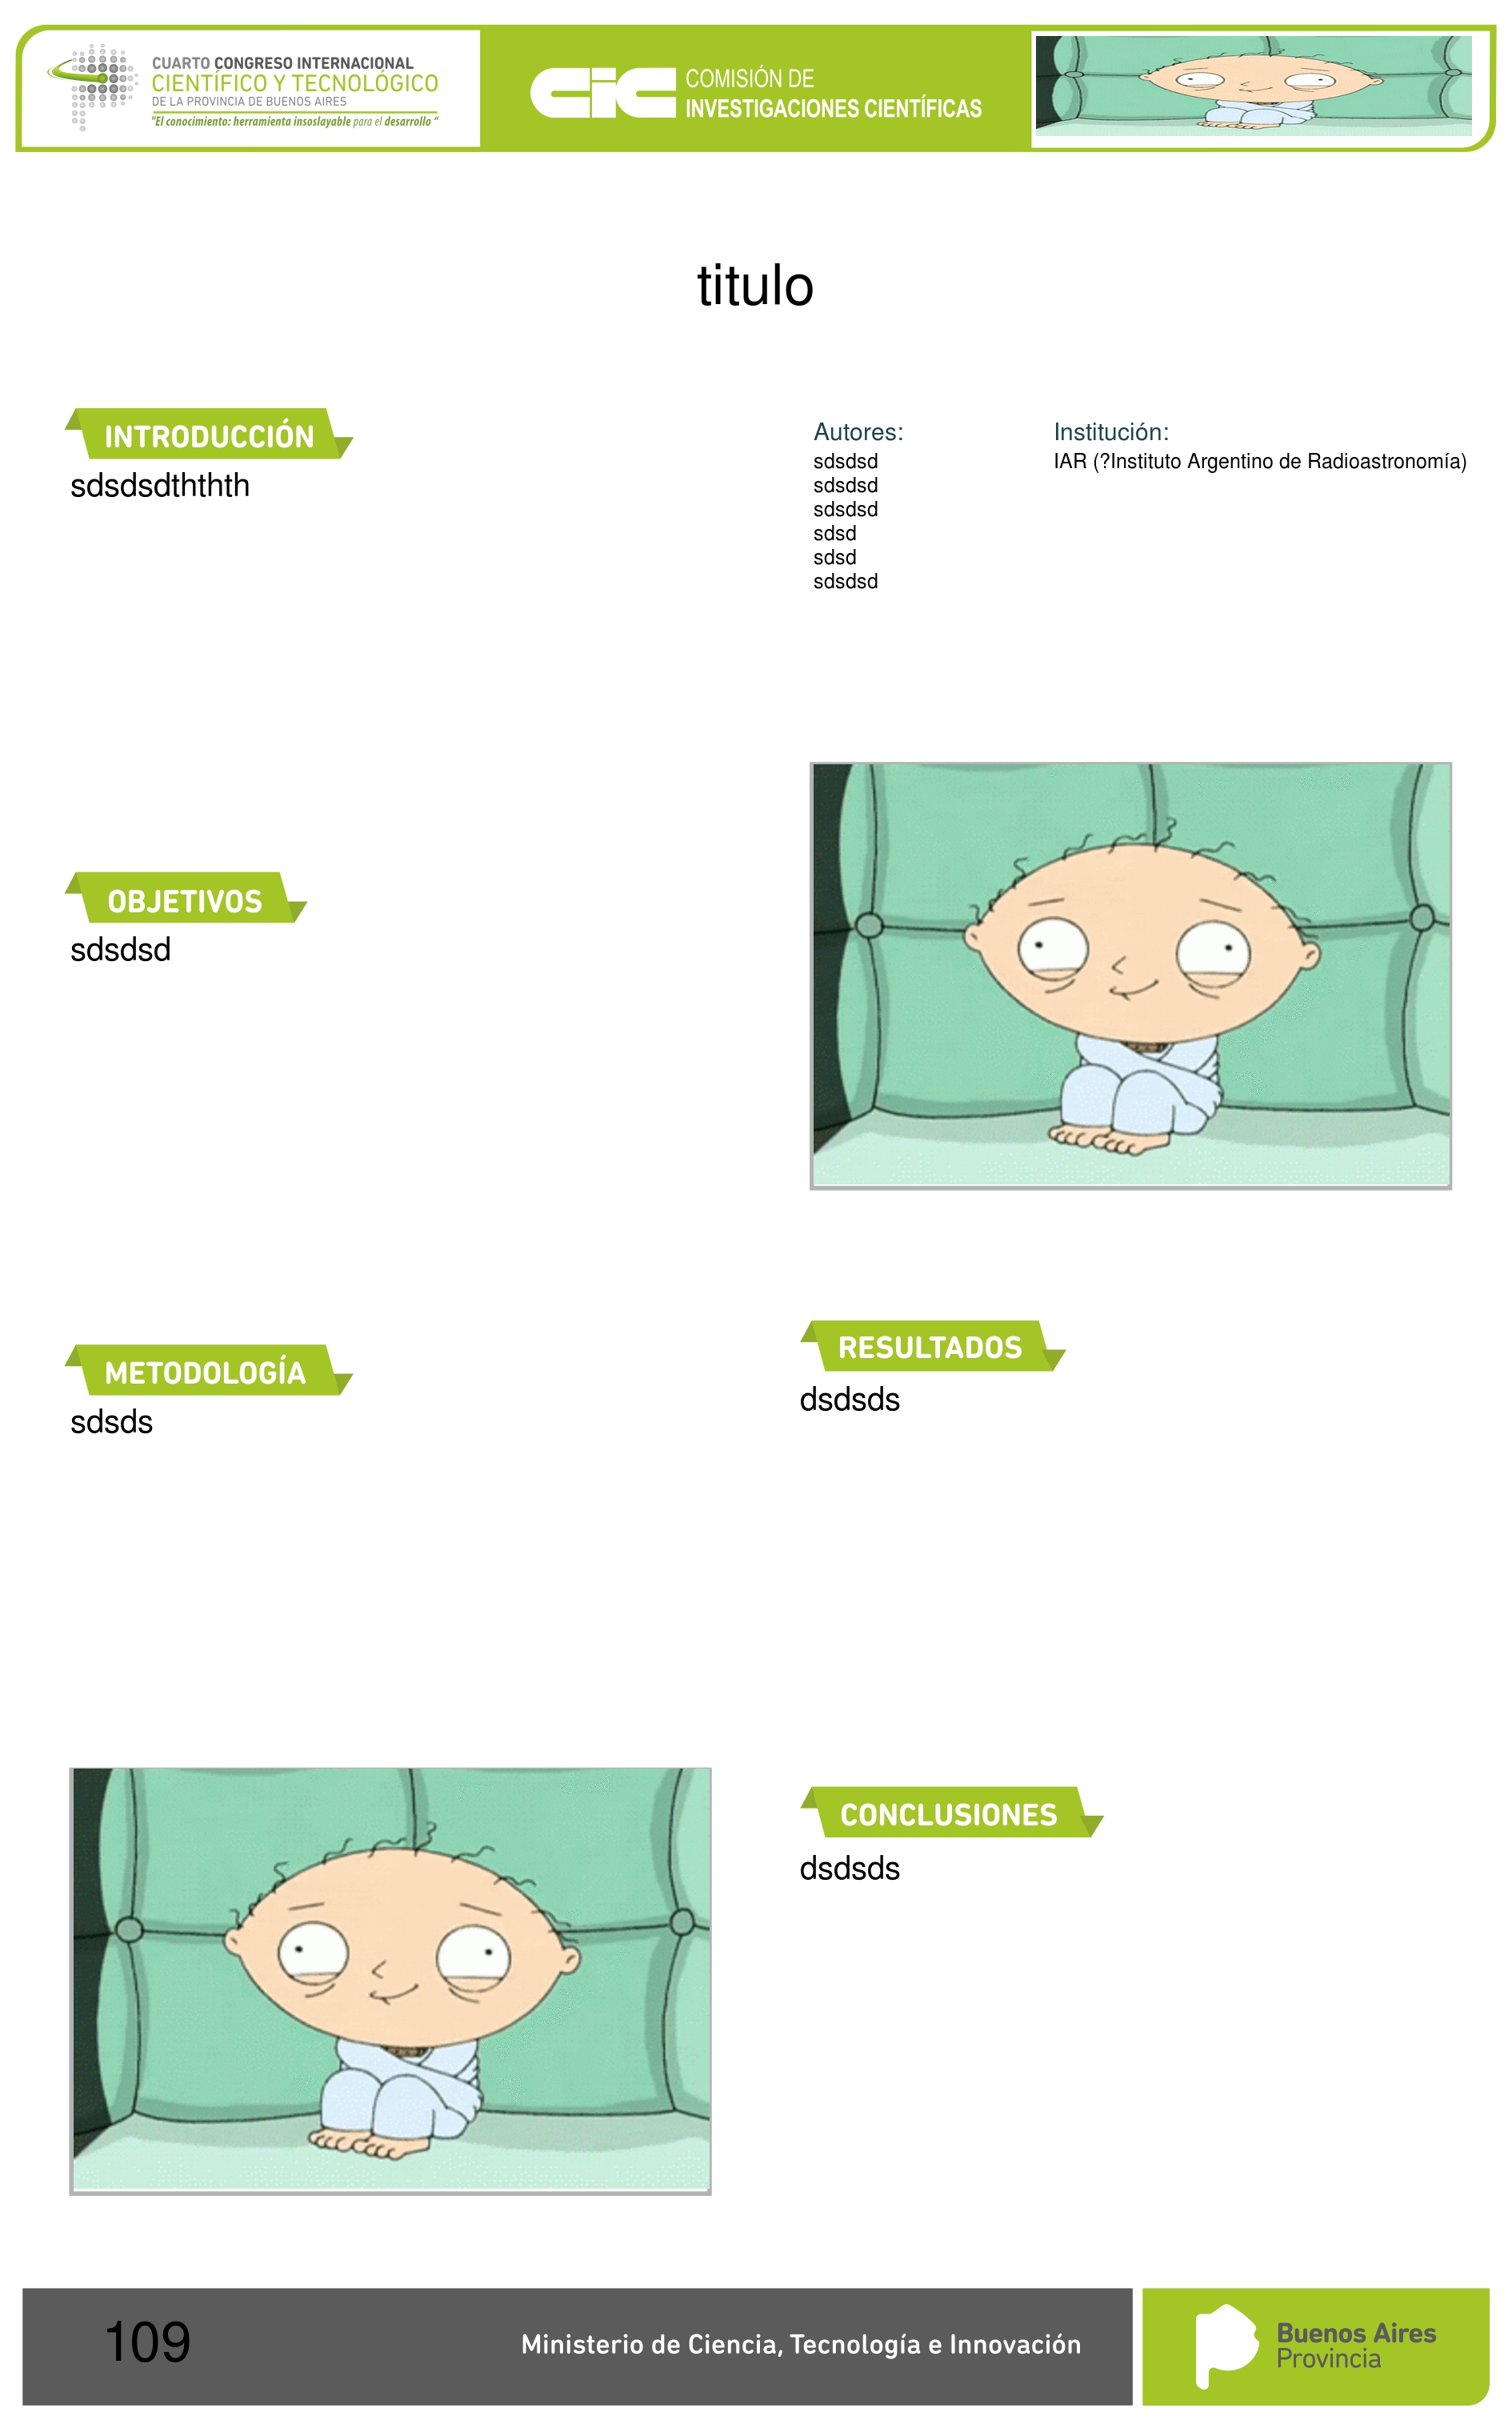 CUARTO CONGRESO INTERNACIONAL
CIENTÍFICO Y TECNOLÓGICO
DE LA PROVINCIA DE BUENOS AIRES
"El conocimiento: herramienta insoslayable para el desarrollo "
CIC
COMISIÓN DE
INVESTIGACIONES CIENTÍFICAS
titulo
INTRODUCCIÓN
sdsdsdththth
Autores:
sdsdsd
sdsdsd
sdsdsd
sdsd
sdsd
sdsdsd
Institución:
IAR (?Instituto Argentino de Radioastronomía)
OBJETIVOS
sdsdsd
METODOLOGÍA
sdsds
RESULTADOS
dsdsds
CONCLUSIONES
dsdsds
109
Ministerio de Ciencia, Tecnología e Innovación
Buenos Aires
Provincia